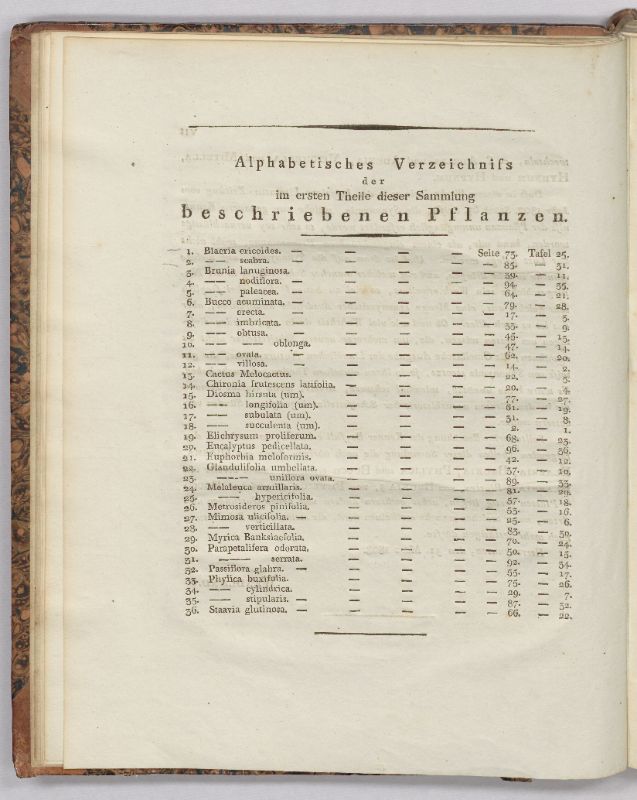 Alphabetisches Verzeichniſs
der
im ersten Theile dieser Sammlung
beschriebenen Pflanzen.
1. Blaeria ericoides. — — — — Seite 73. Tafel 25.
2. —— scabra. — — — — — 85. — 31.
3. Brunia lanuginosa. — — — — 39. — 11.
4. —— nodiflora. — — — — — 94. — 35.
5. —— paleacea. — — — — — 64. — 21.
6. Bucco acuminata. — — — — — 79. — 28.
7. —— erecta. — — — — — 17. — 3.
8. —— imbricata. — — — — — 33. — 9.
9. —— obtusa. — — — — — 45. — 13.
10. —— —— oblonga. — — — — 47. — 14.
11. —— ovata. — — — — — 62. — 20.
12. —— villosa. — — — — — 14. — 2.
13. Cactus Melocactus. — — — — 22. — 5.
14. Chironia frutescens latifolia. — — — — — 20. — 4.
15. Diosma hirsuta (um). — — — — 77. — 27.
16. —— longifolia (um). — — — — 61. — 19.
17. —— subulata (um). — — — — 31. — 8.
18. —— succulenta (um). — — — — 2. — 1.
19. Elichrysum proliferum. — — — — 68. — 23.
20. Eucalyptus pedicellata. — — — — 96. — 36.
21. Euphorbia meloformis. — — — — 42. — 12.
22. Glandulifolia umbellata. — — — — 37. — 10.
23. —— uniflora ovata. — — — — 89. — 33.
24. Melaleuca armillaris. — — — — 81. — 29.
25. —— hypericifolia. — — — — 57. — 18.
26. Metrosideros pinifolia. — — — — 53. — 16.
27. Mimosa ulicifolia. — — — — — 25. — 6.
28. —— verticillata. — — — — 83. — 30.
29. Myrica Banksiaefolia. — — — — 70. — 24.
30. Parapetalifera odorata. — — — — 50. — 15.
31. —— serrata. — — — — 92. — 34.
32. Passiflora glabra. — — — — — 55. — 17.
33. Phylica buxifolia. — — — — 75. — 26.
34. —— cylindrica. — — — — 29. — 7.
35. —— stipularis. — — — — — 87. — 32.
36. Staavia glutinosa. — — — — — 66. — 22.